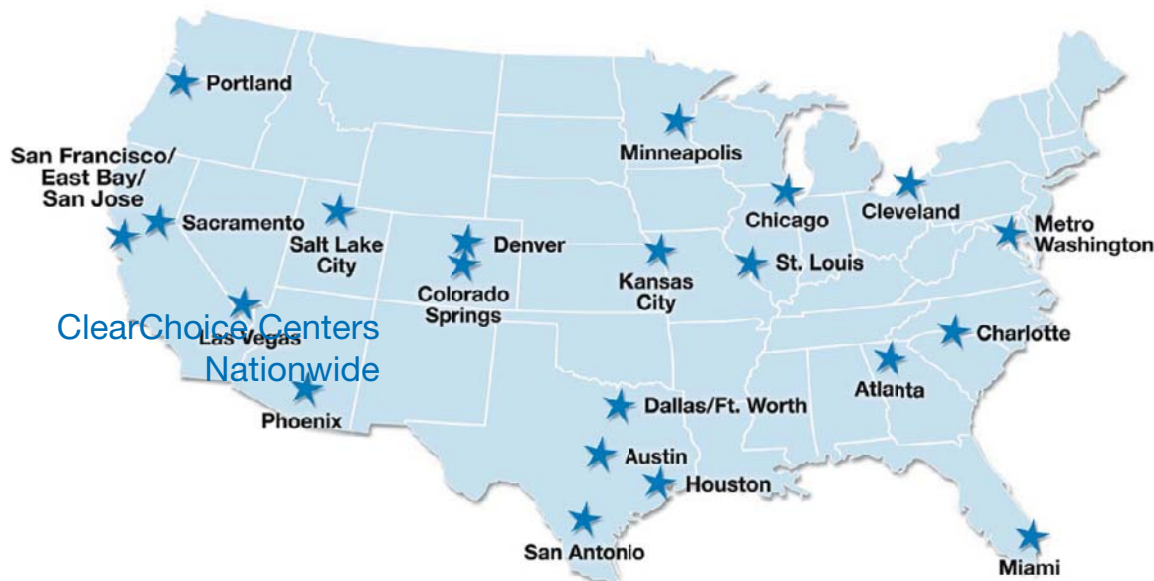 Portland
Minneapolis
San Francisco/
East Bay/
San Jose
Sacramento
Salt Lake
City
Denver
Colorado
Springs
Kansas
City
St. Louis
Chicago
Cleveland
Metro
Washington
ClearChoice Centers
Nationwide
Las Vegas
Phoenix
Charlotte
Atlanta
Dallas/Ft. Worth
Austin
Houston
San Antonio
Miami